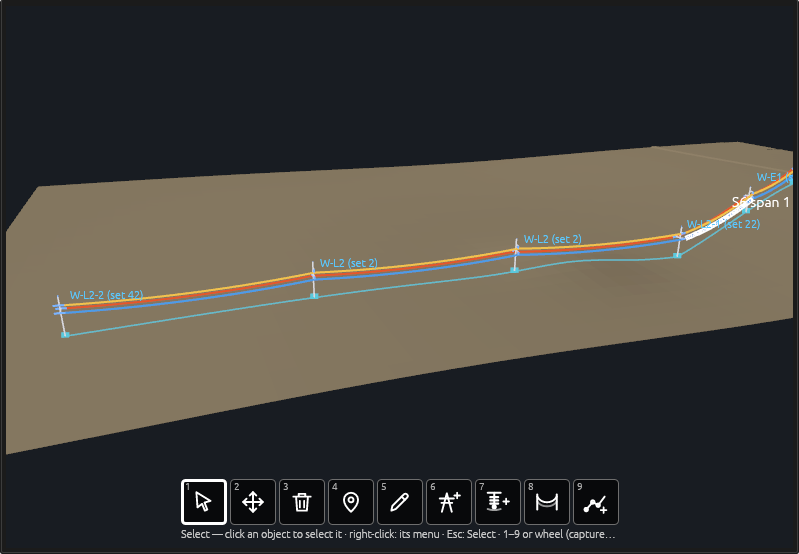 W-E1
S6 span 1
(set 22)
W-L2 (set 2)
W-L2 (set 2)
W-L2-2 (set 42)
1 2 3 4 5 6 7 8 9
Select — click an object to select it · right-click: its menu · Esc: Select · 1–9 or wheel (capture…